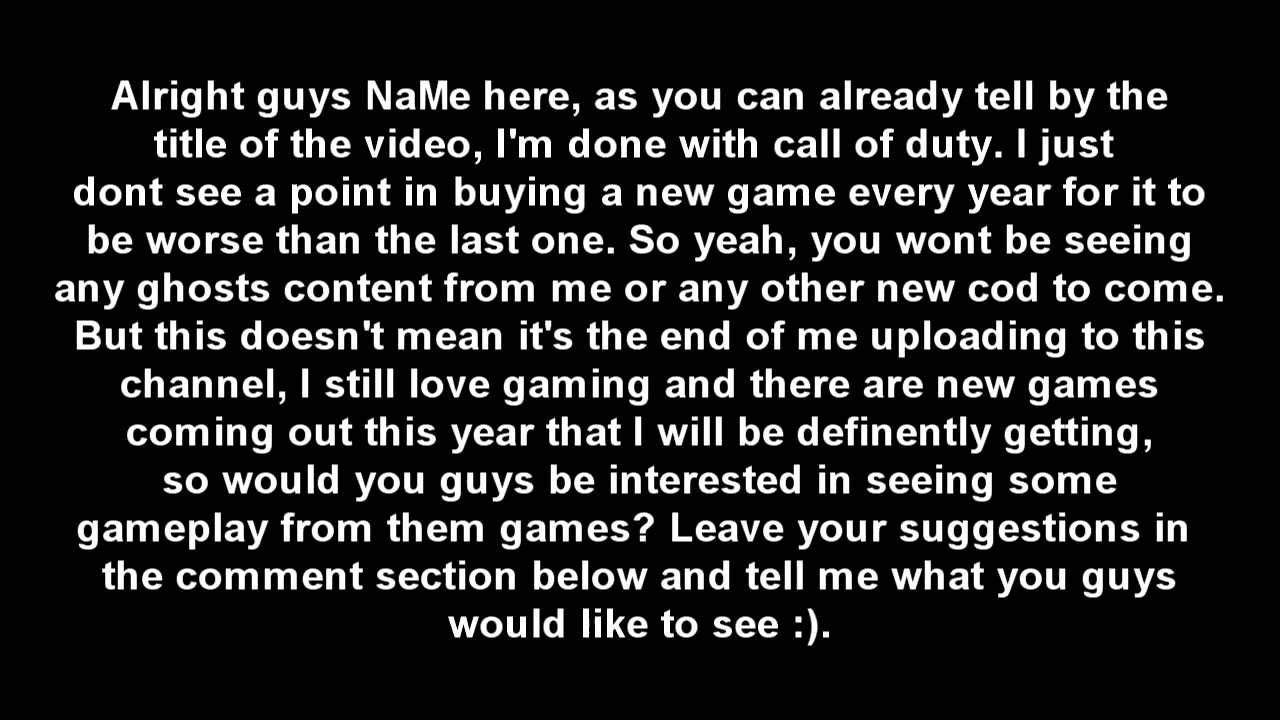 Alright guys NaMe here, as you can already tell by the
title of the video, I'm done with call of duty. I just
dont see a point in buying a new game every year for it to
be worse than the last one. So yeah, you wont be seeing
any ghosts content from me or any other new cod to come.
But this doesn't mean it's the end of me uploading to this
channel, I still love gaming and there are new games
coming out this year that I will be definently getting,
so would you guys be interested in seeing some
gameplay from them games? Leave your suggestions in
the comment section below and tell me what you guys
would like to see :).